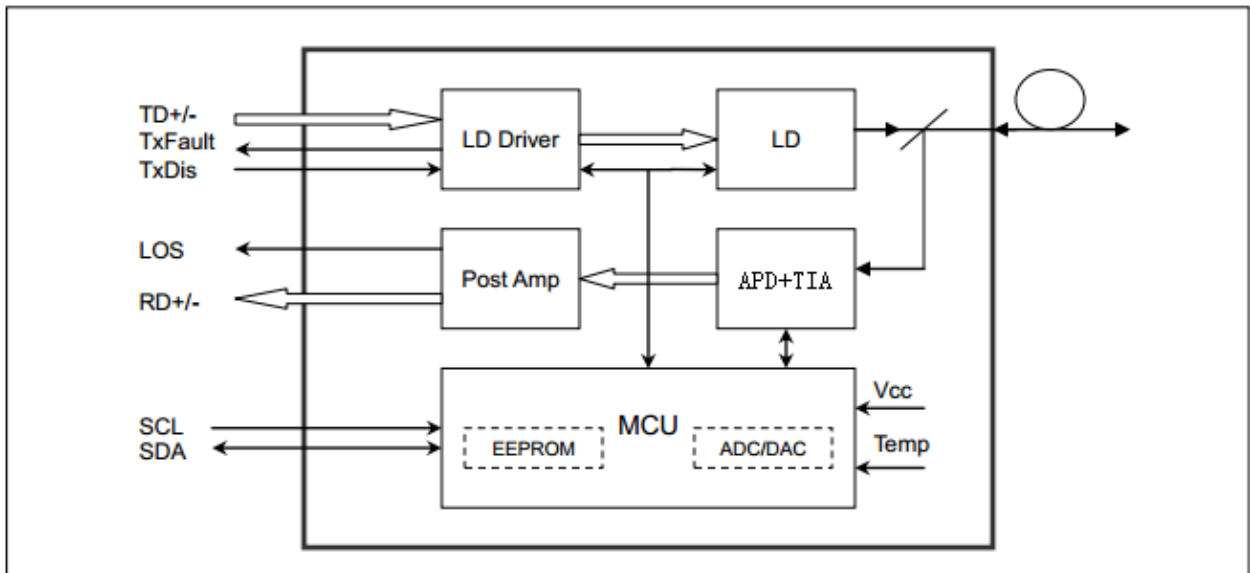 TD+/-
TxFault
TxDis
LD Driver
LD
LOS
RD+/-
Post Amp
APD+TIA
SCL
SDA
MCU
EEPROM
ADC/DAC
Vcc
Temp